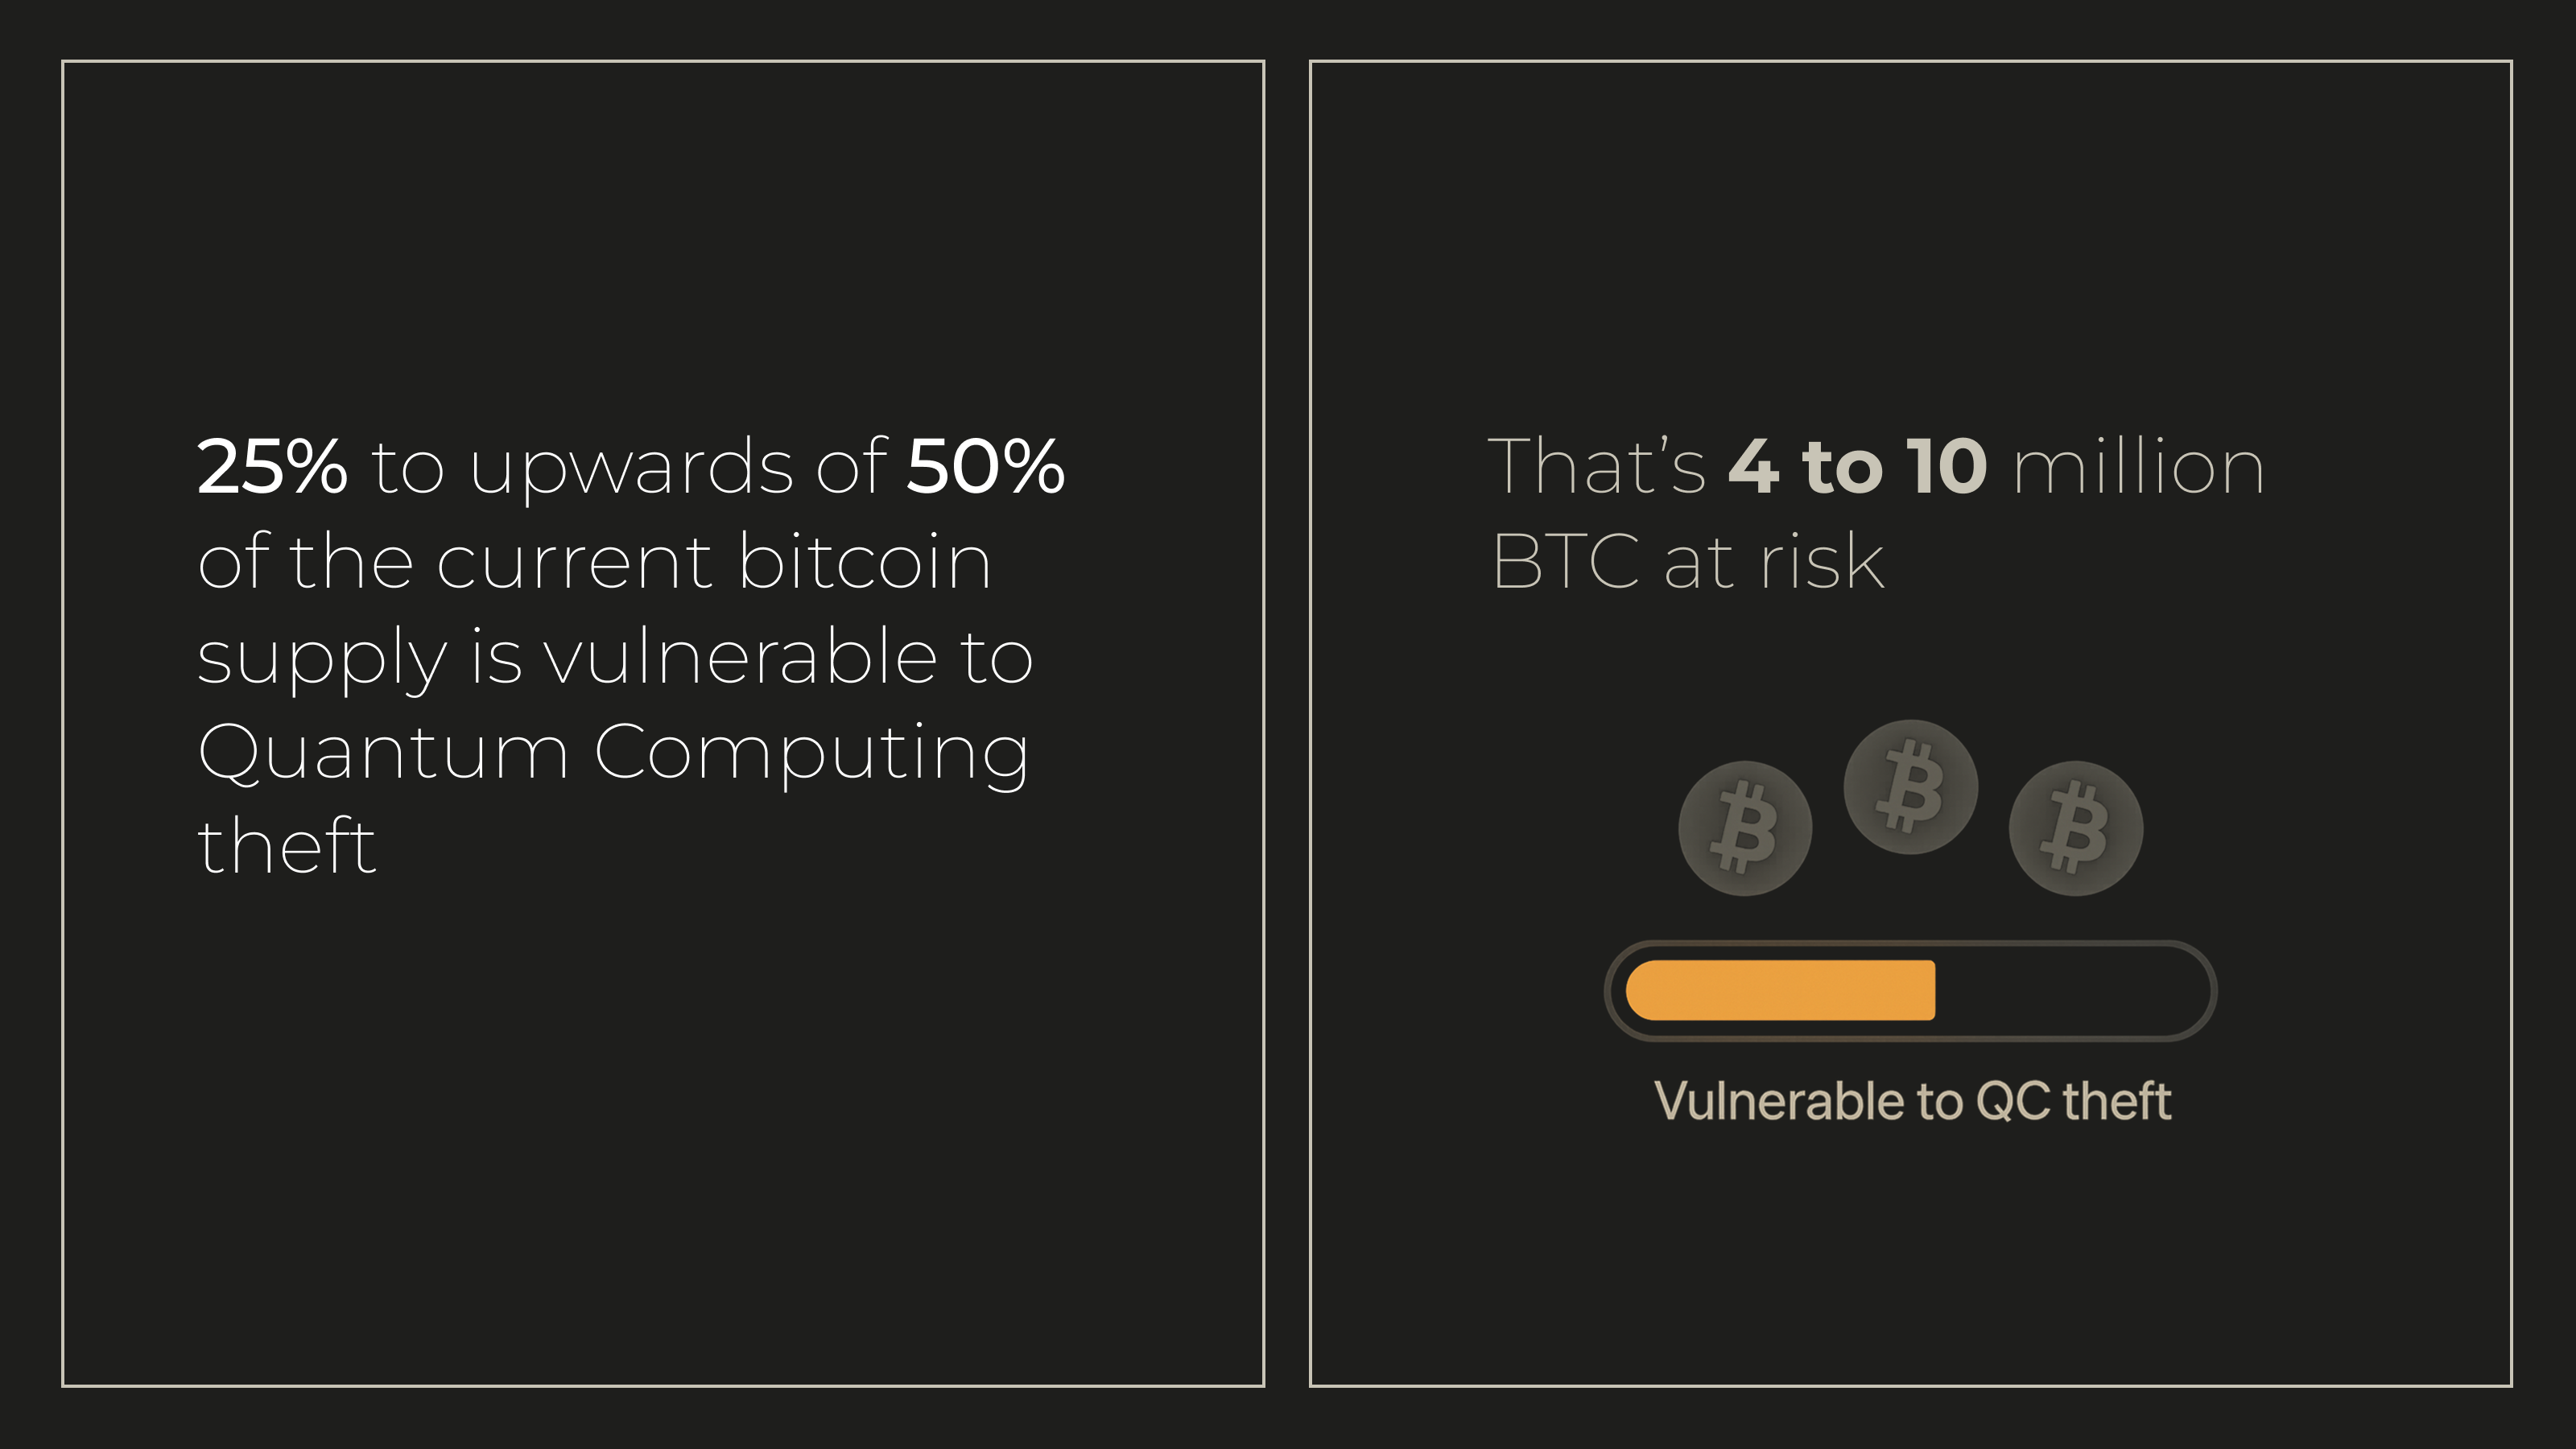 25% to upwards of 50%
of the current bitcoin
supply is vulnerable to
Quantum Computing
theft
That’s 4 to 10 million
BTC at risk
Vulnerable to QC theft